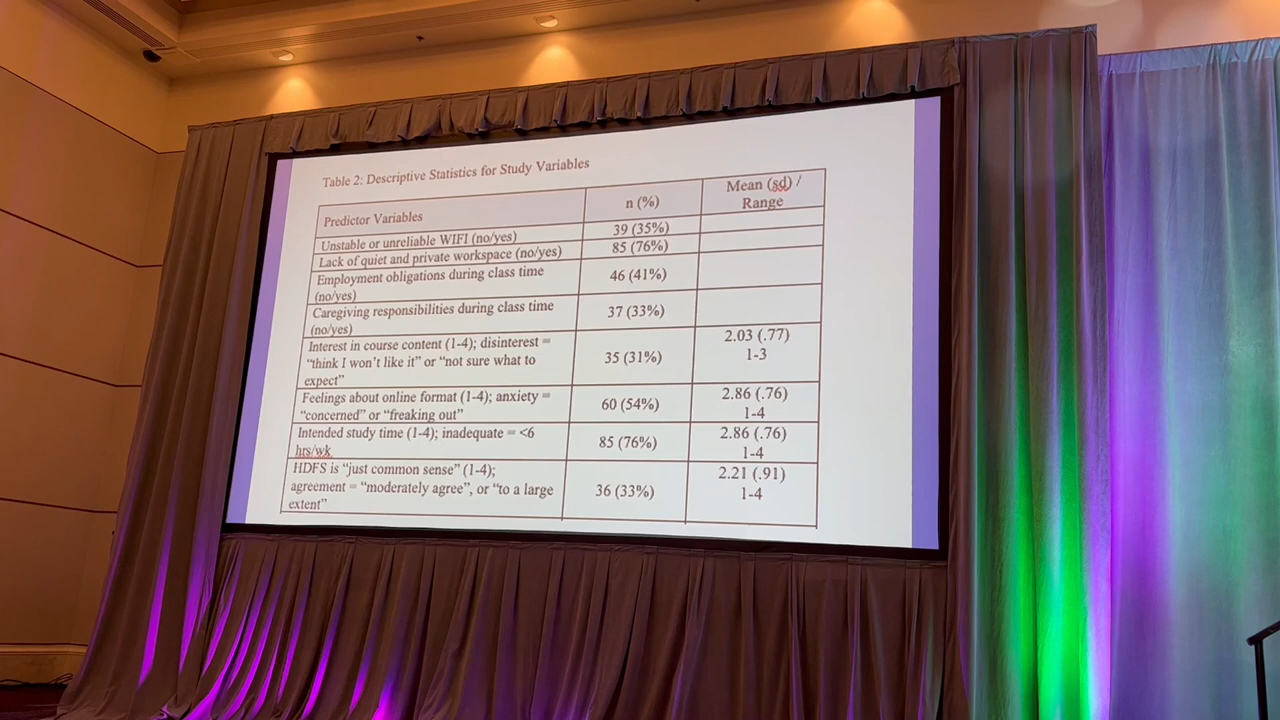 Table 2: Descriptive Statistics for Study Variables
Predictor Variables
n (%)
Mean (sd) /
Range
Unstable or unreliable WIFI (no/yes)
39 (35%)
Lack of quiet and private workspace (no/yes)
85 (76%)
Employment obligations during class time
(no/yes)
46 (41%)
Caregiving responsibilities during class time
(no/yes)
37 (33%)
Interest in course content (1-4); disinterest =
“think I won’t like it” or “not sure what to
expect”
35 (31%)
2.03 (.77)
1-3
Feelings about online format (1-4); anxiety =
“concerned” or “freaking out”
60 (54%)
2.86 (.76)
1-4
Intended study time (1-4); inadequate = <6
hrs/wk
85 (76%)
2.86 (.76)
1-4
HDFS is “just common sense” (1-4);
agreement = “moderately agree”, or “to a large
extent”
36 (33%)
2.21 (.91)
1-4